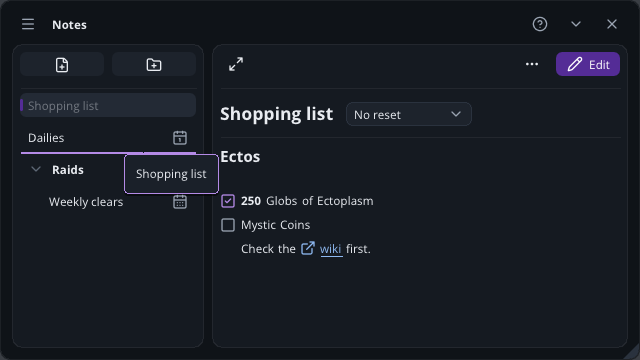 Notes
Edit
Shopping list
Dailies
Raids
Shopping list
Weekly clears
Shopping list
No reset
Ectos
250 Globs of Ectoplasm
Mystic Coins
Check the wiki first.